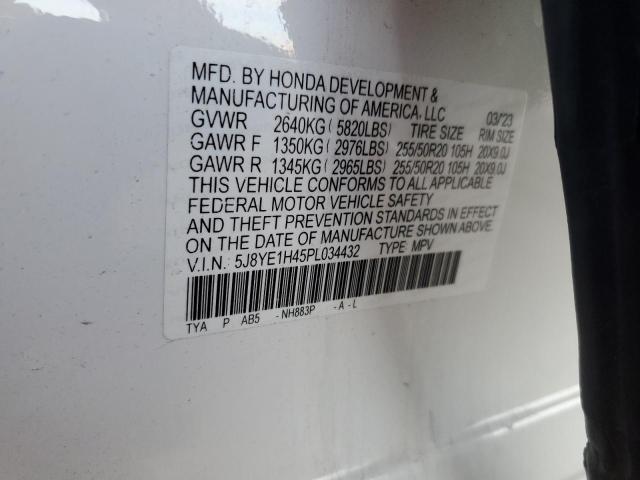 MFD. BY HONDA DEVELOPMENT &
MANUFACTURING OF AMERICA, LLC 03/23
GVWR 2640KG ( 5820LBS) TIRE SIZE RIM SIZE
GAWR F 1350KG ( 2976LBS) 255/50R20 105H 20X9.0J
GAWR R 1345KG ( 2965LBS) 255/50R20 105H 20X9.0J
THIS VEHICLE CONFORMS TO ALL APPLICABLE
FEDERAL MOTOR VEHICLE SAFETY
AND THEFT PREVENTION STANDARDS IN EFFECT
ON THE DATE OF MANUFACTURE SHOWN ABOVE.
V.I.N. 5J8YE1H45PL034432 TYPE: MPV
TYA P AB5 -NH883P -A-L